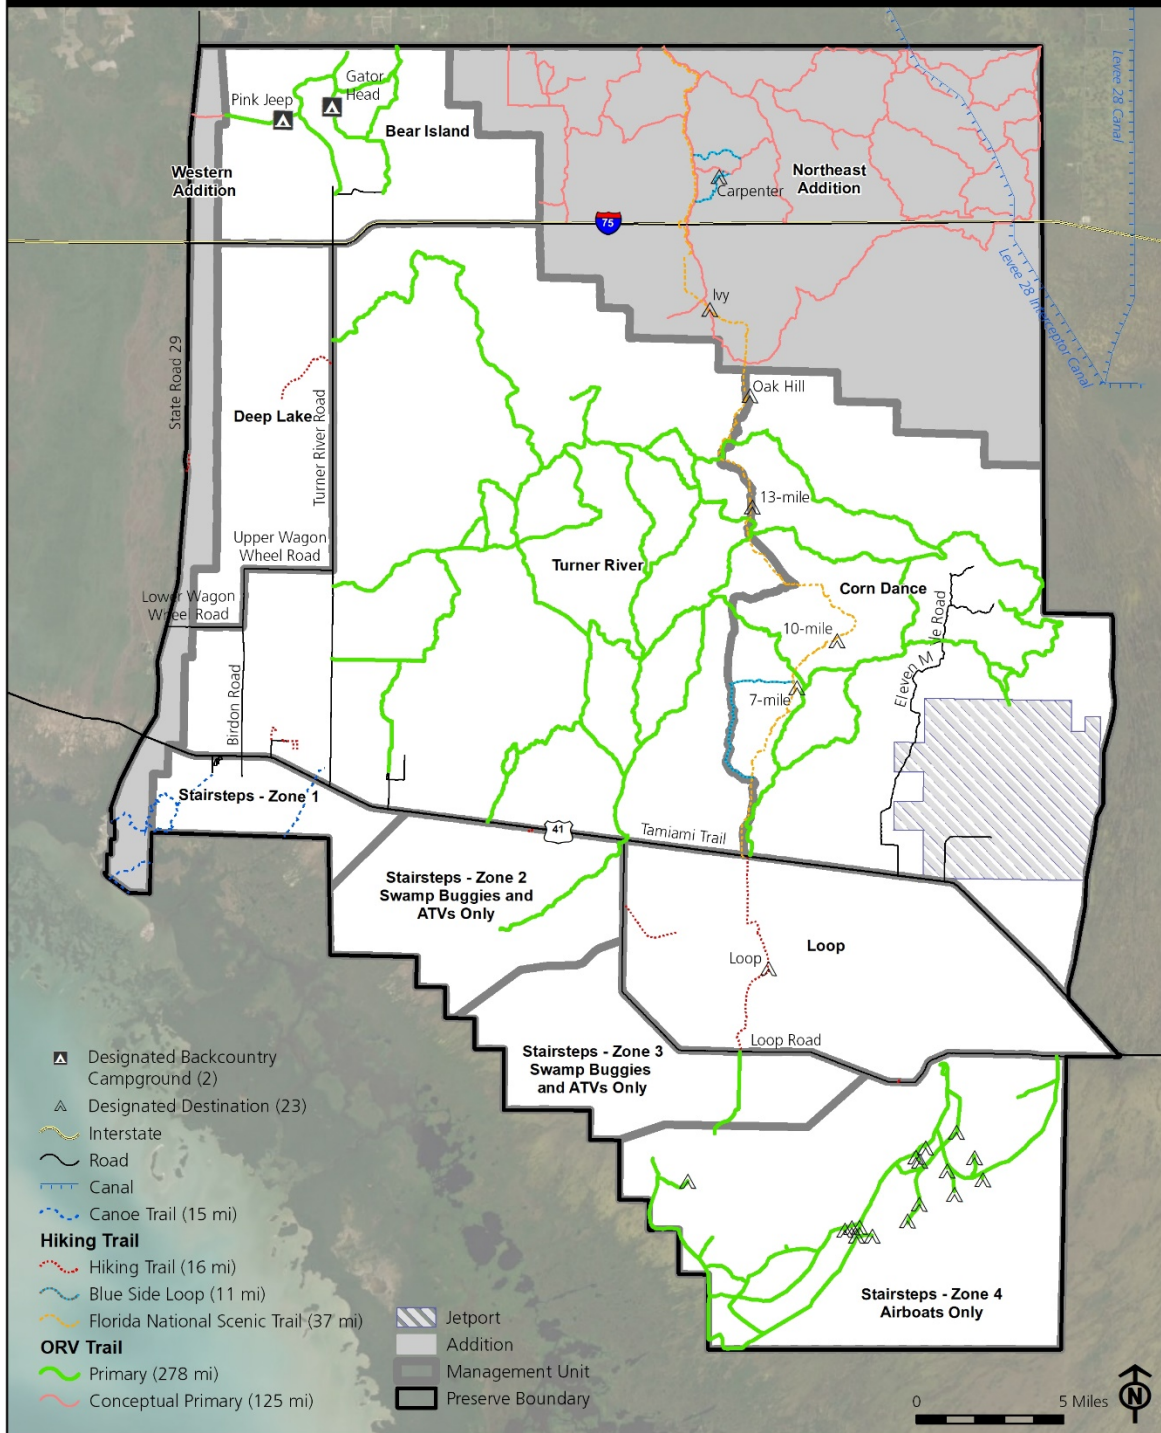 Gator
Head
Pink Jeep
Bear Island
Western
Addition
Northeast
Addition
Carpenter
75
Levee 28 Canal
Levee 28 Interceptor Canal
Ivy
State Road 29
Oak Hill
Deep Lake
Turner River Road
13-mile
Upper Wagon
Wheel Road
Turner River
Lower Wagon
Wheel Road
Corn Dance
10-mile
Eleven M
le Road
Birdon Road
7-mile
Stairsteps - Zone 1
41
Tamiami Trail
Stairsteps - Zone 2
Swamp Buggies and
ATVs Only
Loop
Loop
Loop Road
Stairsteps - Zone 3
Swamp Buggies
and ATVs Only
Stairsteps - Zone 4
Airboats Only
Designated Backcountry
Campground (2)
Designated Destination (23)
Interstate
Road
Canal
Canoe Trail (15 mi)
Hiking Trail
Hiking Trail (16 mi)
Blue Side Loop (11 mi)
Florida National Scenic Trail (37 mi)
ORV Trail
Primary (278 mi)
Conceptual Primary (125 mi)
Jetport
Addition
Management Unit
Preserve Boundary
0 5 Miles
N